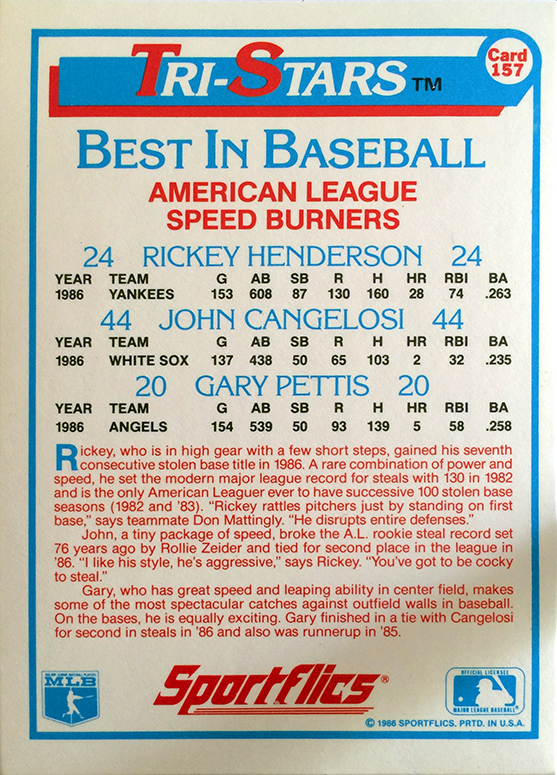 Card
157
TRI-STARS TM
BEST IN BASEBALL
AMERICAN LEAGUE
SPEED BURNERS
24 RICKEY HENDERSON 24
YEAR TEAM G AB SB R H HR RBI BA
1986 YANKEES 153 608 87 130 160 28 74 .263
44 JOHN CANGELOSI 44
YEAR TEAM G AB SB R H HR RBI BA
1986 WHITE SOX 137 438 50 65 103 2 32 .235
20 GARY PETTIS 20
YEAR TEAM G AB SB R H HR RBI BA
1986 ANGELS 154 539 50 93 139 5 58 .258
Rickey, who is in high gear with a few short steps, gained his seventh
consecutive stolen base title in 1986. A rare combination of power and
speed, he set the modern major league record for steals with 130 in 1982
and is the only American Leaguer ever to have successive 100 stolen base
seasons (1982 and '83). "Rickey rattles pitchers just by standing on first
base," says teammate Don Mattingly. "He disrupts entire defenses."
John, a tiny package of speed, broke the A.L. rookie steal record set
76 years ago by Rollie Zeider and tied for second place in the league in
'86. "I like his style, he's aggressive," says Rickey. "You've got to be cocky
to steal."
Gary, who has great speed and leaping ability in center field, makes
some of the most spectacular catches against outfield walls in baseball.
On the bases, he is equally exciting. Gary finished in a tie with Cangelosi
for second in steals in '86 and also was runnerup in '85.
MAJOR LEAGUE BASEBALL PLAYERS
MLB
Sportflics®
OFFICIAL LICENSEE
MAJOR LEAGUE BASEBALL®
© 1986 SPORTFLICS, PRTD. IN U.S.A.